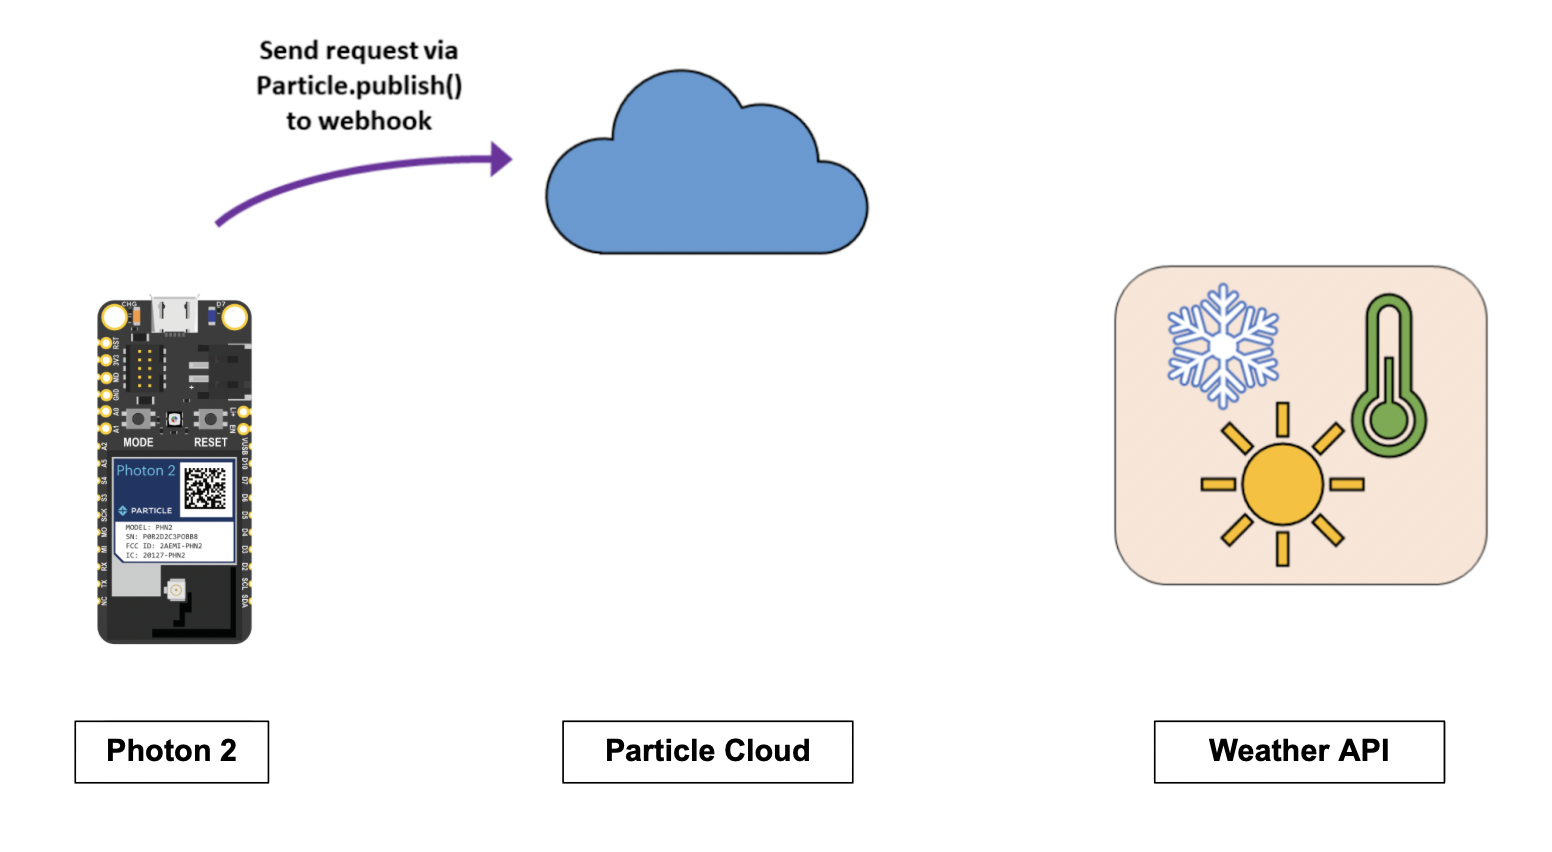 Send request via
Particle.publish()
to webhook
CHG
D7
RST
3V3
MD
GND
A0
A1
A2
A5
S4
S3
SCK
MO
MI
RX
TX
NC
LI+
EN
VUSB
D10
D7
D6
D5
D4
D3
D2
SCL
SDA
MODE
RESET
Photon 2
PARTICLE
MODEL: PHN2
SN: P0R2D2C3POBB8
FCC ID: 2AEMI-PHN2
IC: 20127-PHN2
Photon 2
Particle Cloud
Weather API